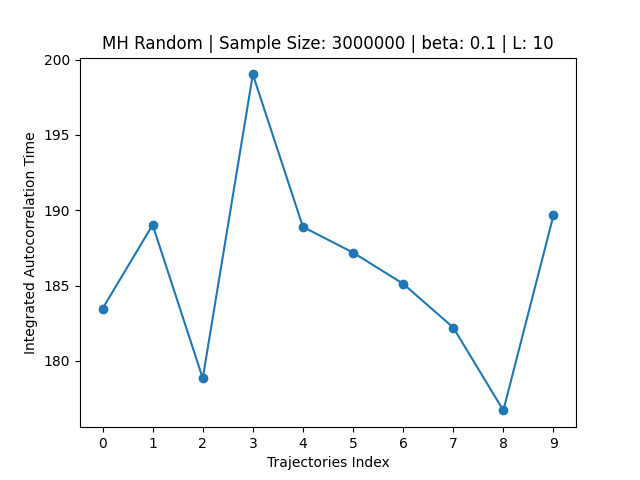 MH Random | Sample Size: 3000000 | beta: 0.1 | L: 10
200
195
190
185
180
Integrated Autocorrelation Time
0 1 2 3 4 5 6 7 8 9
Trajectories Index